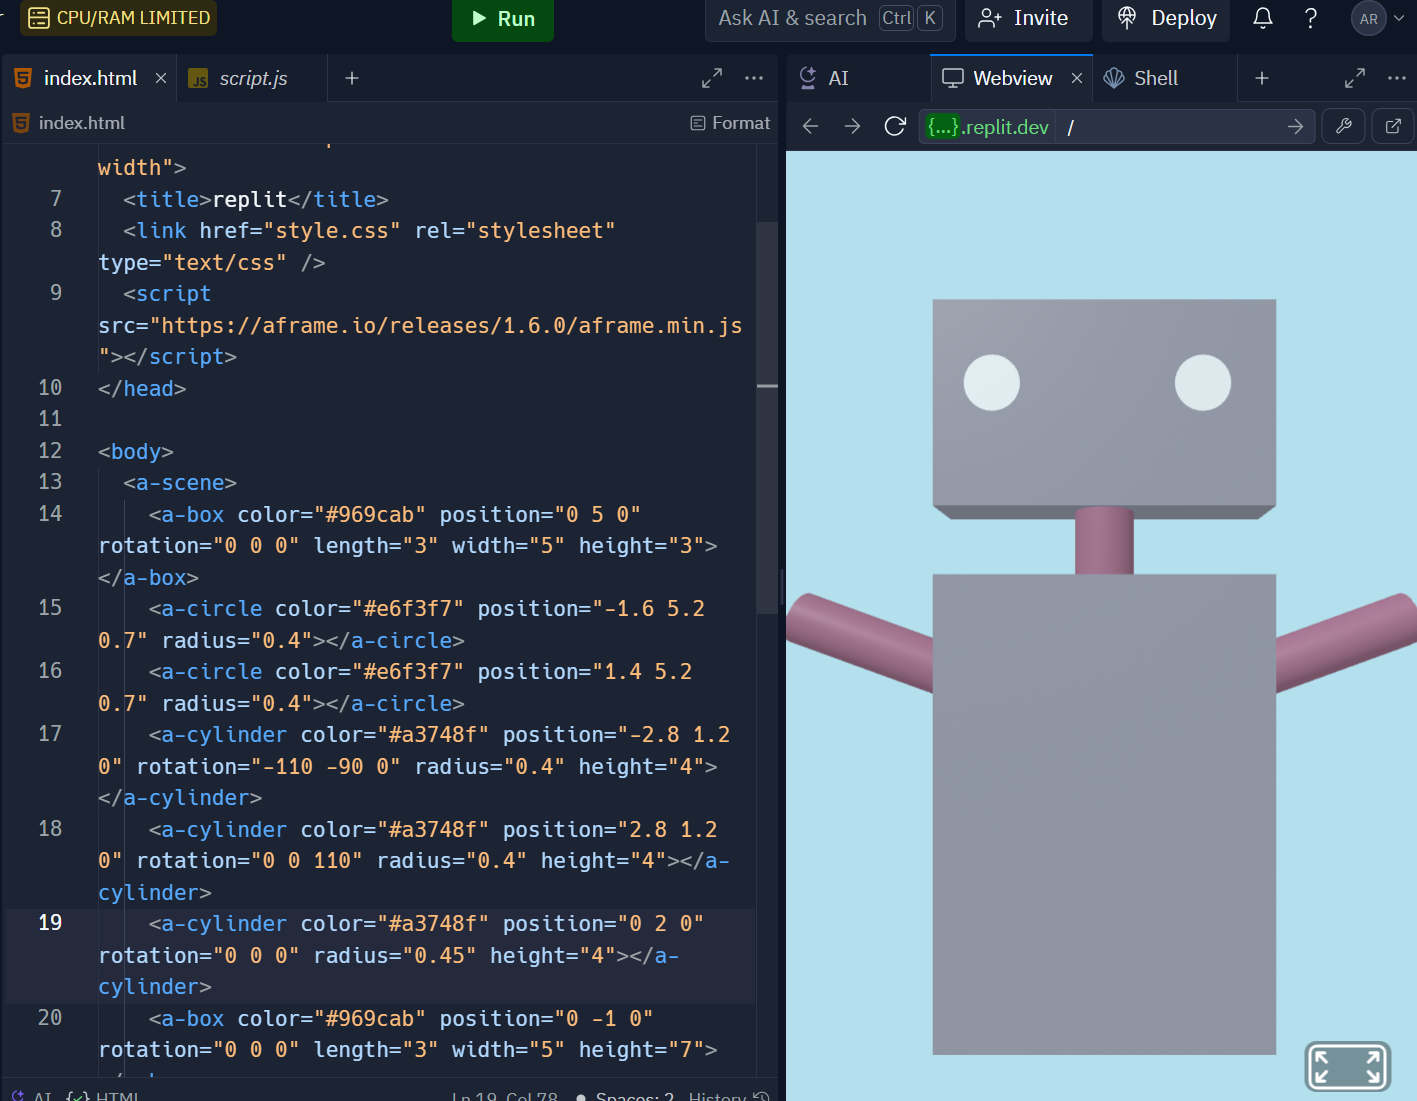 CPU/RAM LIMITED
Run
Ask AI & search Ctrl K
Invite
Deploy
?
AR
index.html
JS script.js
AI
Webview
Shell
index.html
Format
{...}.replit.dev /
width">
7 <title>replit</title>
8 <link href="style.css" rel="stylesheet"
type="text/css" />
9 <script
src="https://aframe.io/releases/1.6.0/aframe.min.js
"></script>
10 </head>
11
12 <body>
13 <a-scene>
14 <a-box color="#969cab" position="0 5 0"
rotation="0 0 0" length="3" width="5" height="3">
</a-box>
15 <a-circle color="#e6f3f7" position="-1.6 5.2
0.7" radius="0.4"></a-circle>
16 <a-circle color="#e6f3f7" position="1.4 5.2
0.7" radius="0.4"></a-circle>
17 <a-cylinder color="#a3748f" position="-2.8 1.2
0" rotation="-110 -90 0" radius="0.4" height="4">
</a-cylinder>
18 <a-cylinder color="#a3748f" position="2.8 1.2
0" rotation="0 0 110" radius="0.4" height="4"></a-
cylinder>
19 <a-cylinder color="#a3748f" position="0 2 0"
rotation="0 0 0" radius="0.45" height="4"></a-
cylinder>
20 <a-box color="#969cab" position="0 -1 0"
rotation="0 0 0" length="3" width="5" height="7">
AI {✓} HTML
Ln 19, Col 78 Spaces: 2 History